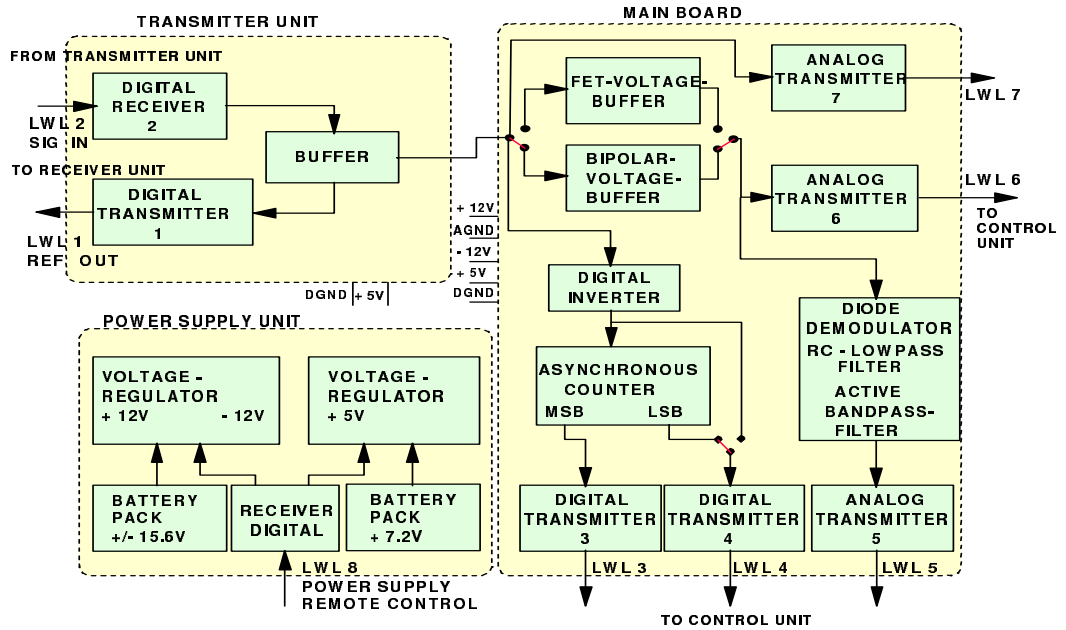 TRANSMITTER UNIT
FROM TRANSMITTER UNIT
DIGITAL
RECEIVER
2
LWL 2
SIG IN
BUFFER
TO RECEIVER UNIT
DIGITAL
TRANSMITTER
1
LWL 1
REF OUT
DGND
+ 5V
+ 12V
AGND
- 12V
+ 5V
DGND
MAIN BOARD
FET-VOLTAGE-
BUFFER
BIPOLAR-
VOLTAGE-
BUFFER
ANALOG
TRANSMITTER
7
LWL 7
ANALOG
TRANSMITTER
6
LWL 6
TO
CONTROL
UNIT
DIGITAL
INVERTER
ASYNCHRONOUS
COUNTER
MSB
LSB
DIODE
DEMODULATOR
RC - LOWPASS
FILTER
ACTIVE
BANDPASS-
FILTER
DIGITAL
TRANSMITTER
3
DIGITAL
TRANSMITTER
4
ANALOG
TRANSMITTER
5
LWL 3
LWL 4
LWL 5
TO CONTROL UNIT
POWER SUPPLY UNIT
VOLTAGE -
REGULATOR
+ 12V - 12V
VOLTAGE -
REGULATOR
+ 5V
BATTERY
PACK
+/- 15.6V
RECEIVER
DIGITAL
BATTERY
PACK
+ 7.2V
LWL 8
POWER SUPPLY
REMOTE CONTROL